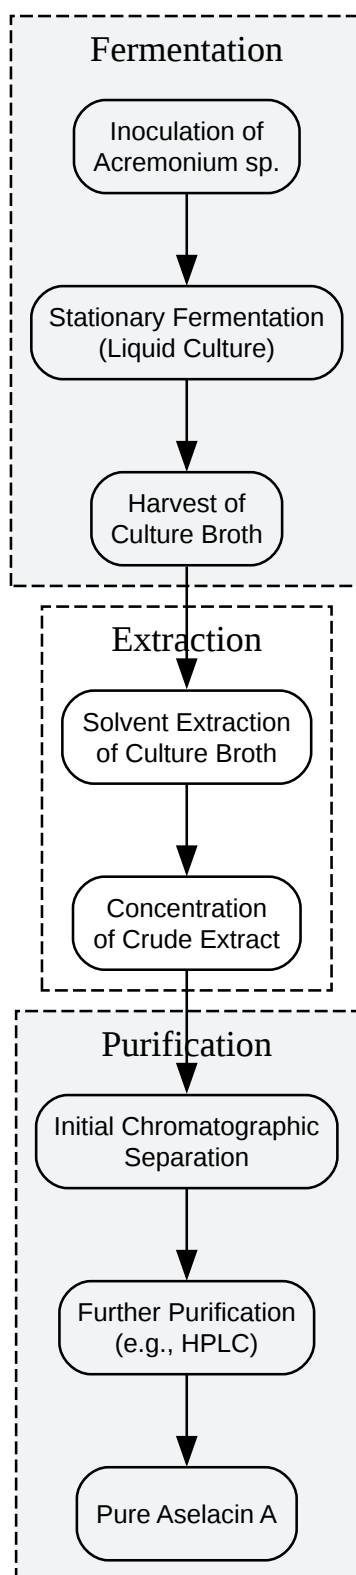 Fermentation
Inoculation of
Acremonium sp.
Stationary Fermentation
(Liquid Culture)
Harvest of
Culture Broth
Extraction
Solvent Extraction
of Culture Broth
Concentration
of Crude Extract
Purification
Initial Chromatographic
Separation
Further Purification
(e.g., HPLC)
Pure Aselacin A